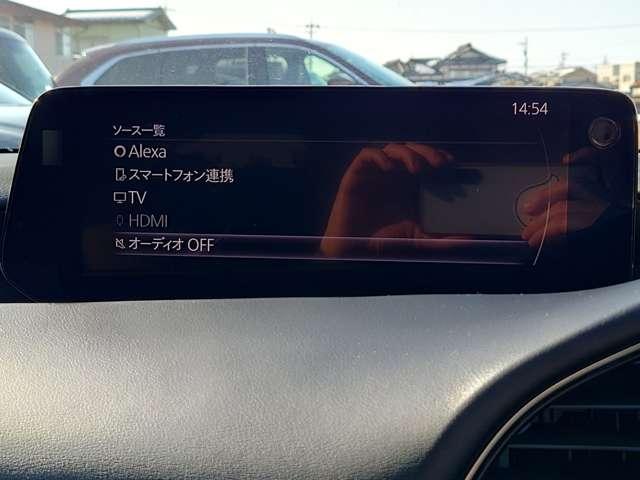 14:54
ソース一覧
Alexa
スマートフォン連携
TV
HDMI
オーディオ OFF